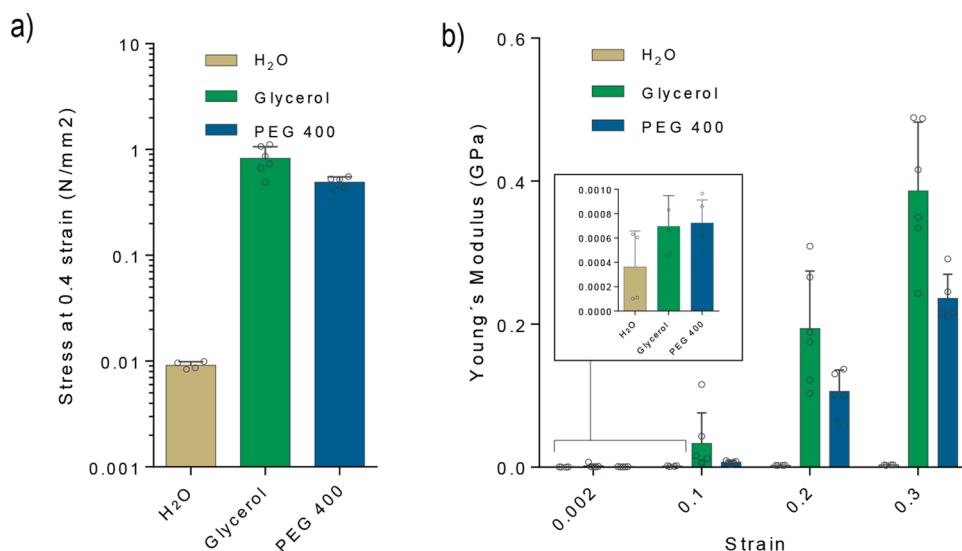 a)
Stress at 0.4 strain (N/mm2)
10
1
0.1
0.01
0.001
H₂O
Glycerol
PEG 400
H₂O
Glycerol
PEG 400
b)
Young´s Modulus (GPa)
0.6
0.4
0.2
0.0
H₂O
Glycerol
PEG 400
0.0010
0.0008
0.0006
0.0004
0.0002
0.0000
H₂O
Glycerol
PEG 400
0.002
0.1
0.2
0.3
Strain